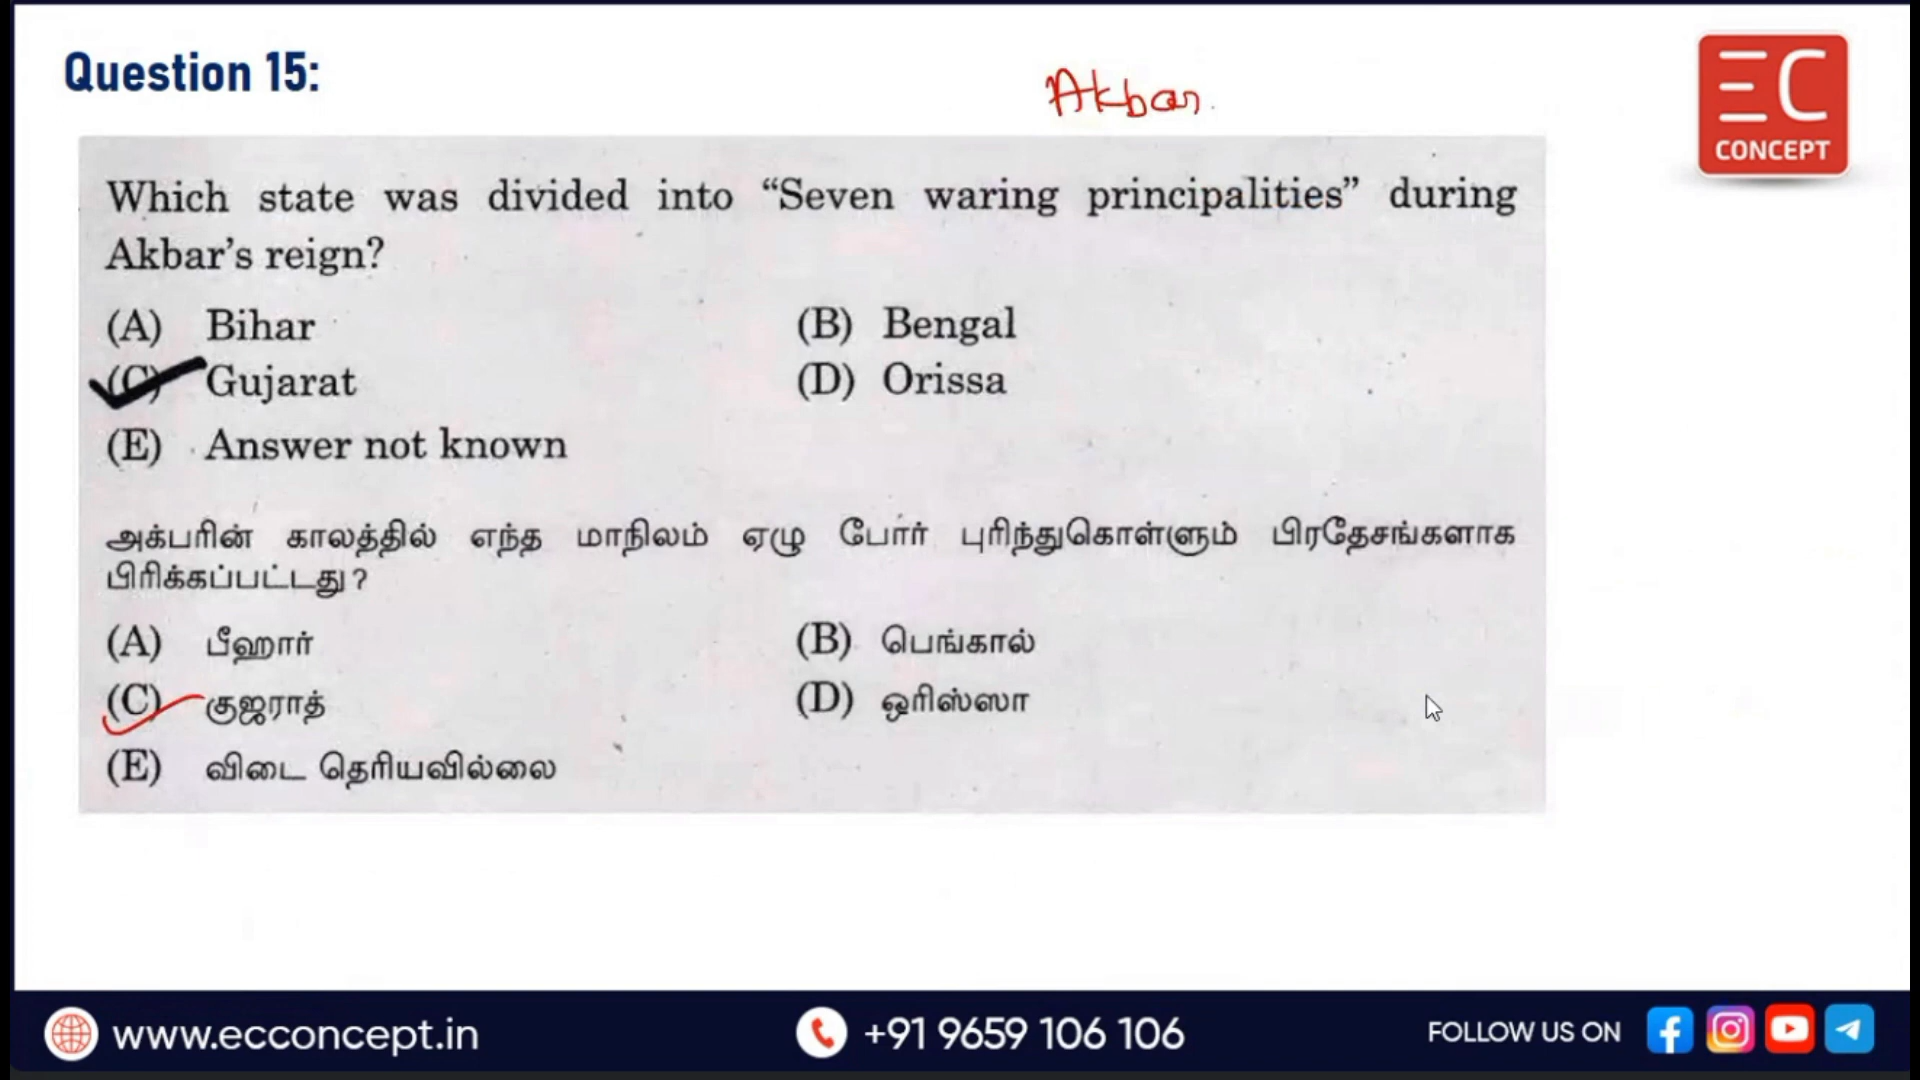 Question 15:
Akbar.
EC
CONCEPT
Which state was divided into “Seven waring principalities” during
Akbar’s reign?
(A) Bihar (B) Bengal
(C) Gujarat (D) Orissa
(E) Answer not known
அக்பரின் காலத்தில் எந்த மாநிலம் ஏழு போர் புரிந்துகொள்ளும் பிரதேசங்களாக
பிரிக்கப்பட்டது?
(A) பீஹார் (B) பெங்கால்
(C) குஜராத் (D) ஒரிஸ்ஸா
(E) விடை தெரியவில்லை
www.ecconcept.in +91 9659 106 106 FOLLOW US ON